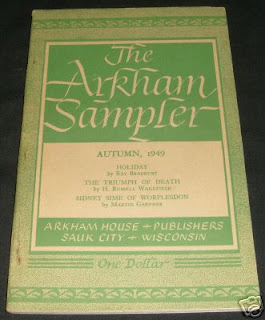 The
Arkham
Sampler
AUTUMN, 1949
HOLIDAY
by Ray Bradbury
THE TRIUMPH OF DEATH
by H. Russell Wakefield
SIDNEY SIME OF WORPLESDON
by Martin Gardner
ARKHAM HOUSE + PUBLISHERS
SAUK CITY + WISCONSIN
One Dollar